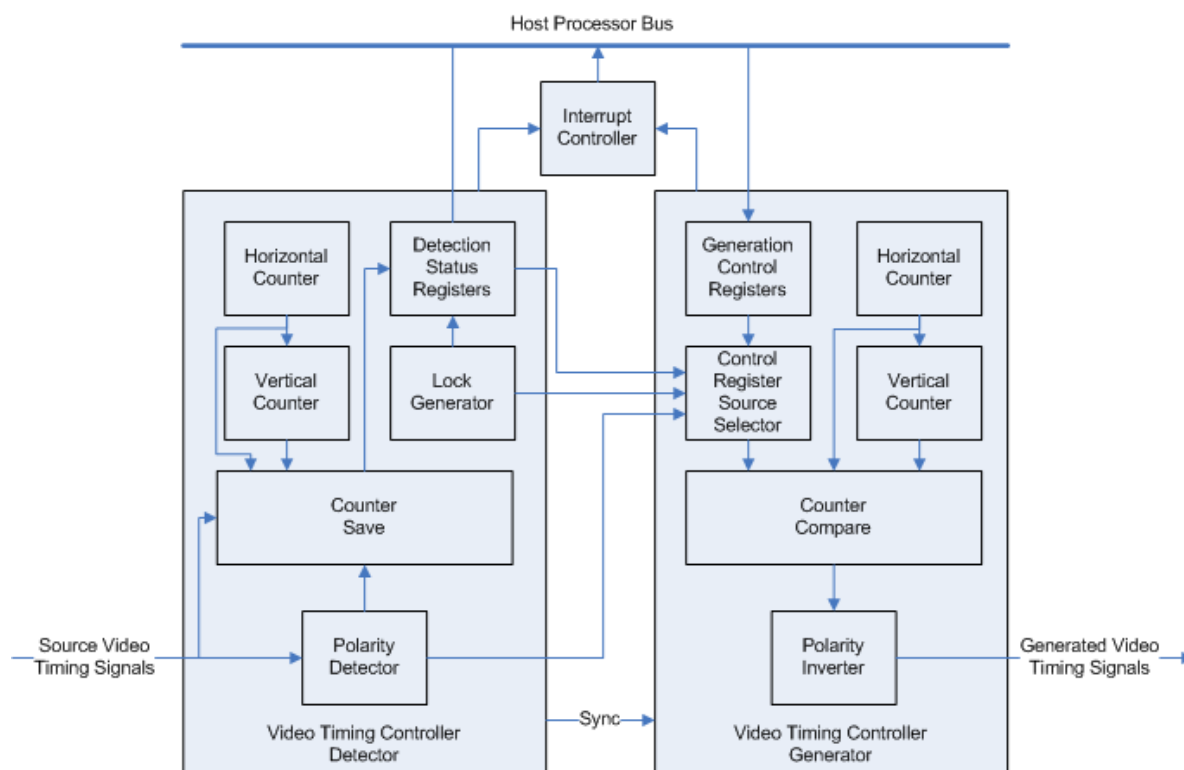 Host Processor Bus
Interrupt
Controller
Horizontal
Counter
Detection
Status
Registers
Generation
Control
Registers
Horizontal
Counter
Vertical
Counter
Lock
Generator
Control
Register
Source
Selector
Vertical
Counter
Counter
Save
Counter
Compare
Source Video
Timing Signals
Polarity
Detector
Polarity
Inverter
Generated Video
Timing Signals
Sync
Video Timing Controller
Detector
Video Timing Controller
Generator